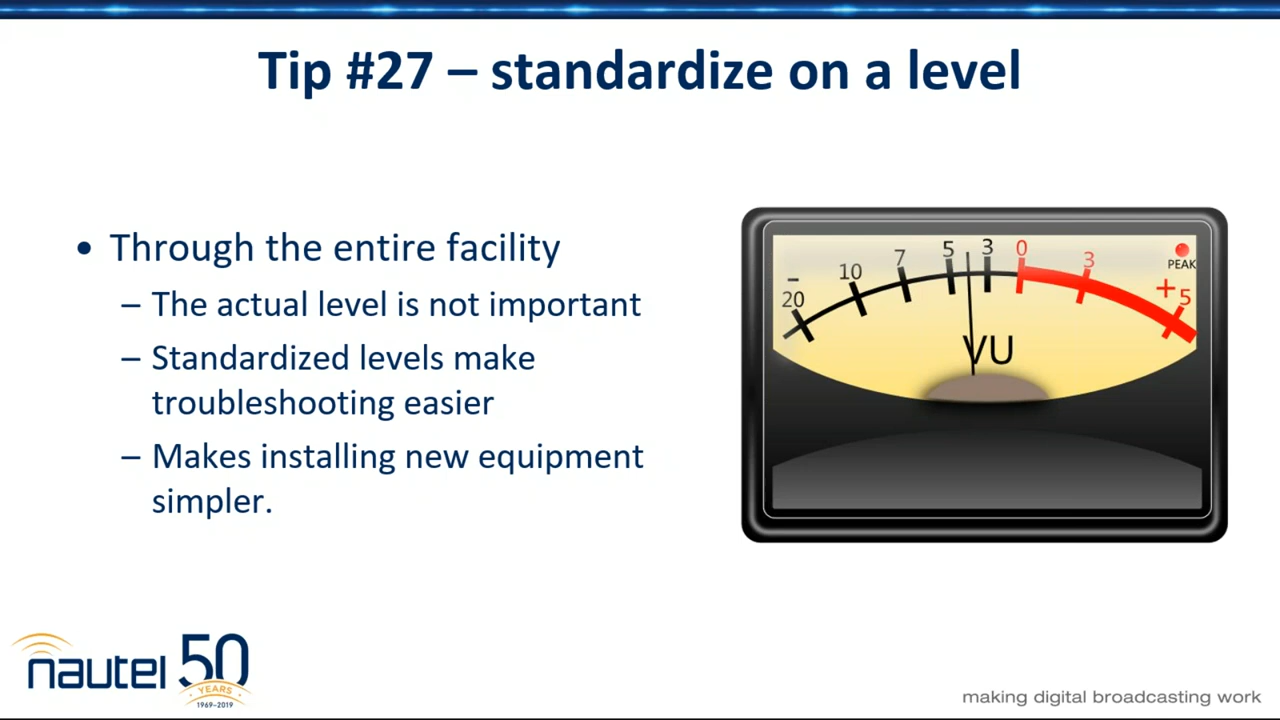 Tip #27 – standardize on a level
• Through the entire facility
– The actual level is not important
– Standardized levels make
troubleshooting easier
– Makes installing new equipment
simpler.
– 20 10 7 5 3 0 3 + 5
PEAK
VU
nautel 50
YEARS
1969–2019
making digital broadcasting work